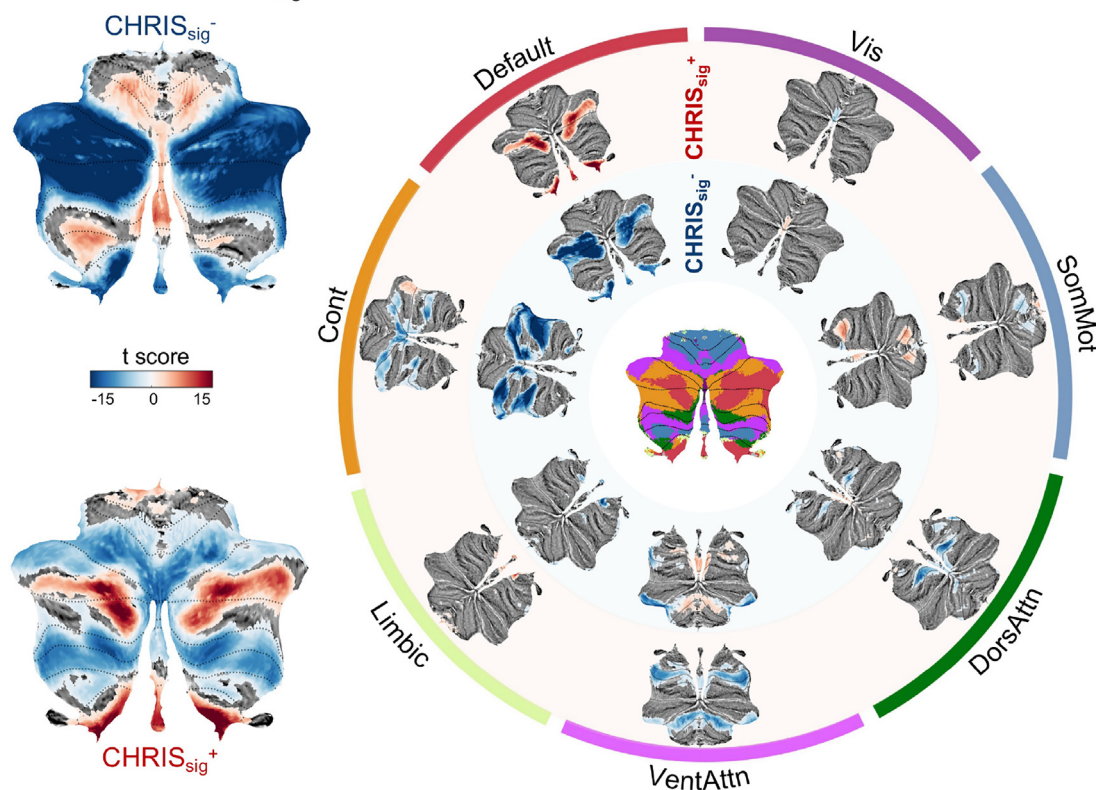 CHRISsig-
t score
-15 0 15
CHRISsig+
Default
Vis
SomMot
DorsAttn
VentAttn
Limbic
Cont
CHRISsig+
CHRISsig-